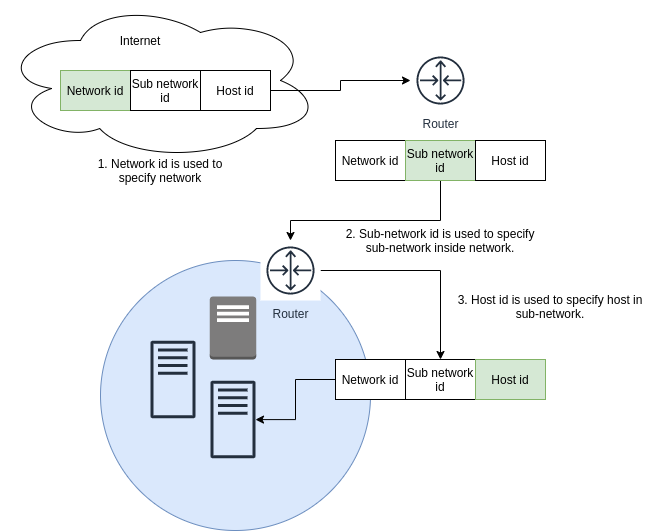 Internet
Network id
Sub network
id
Host id
1. Network id is used to
specify network
Router
Network id
Sub network
id
Host id
2. Sub-network id is used to specify
sub-network inside network.
Router
3. Host id is used to specify host in
sub-network.
Network id
Sub network
id
Host id